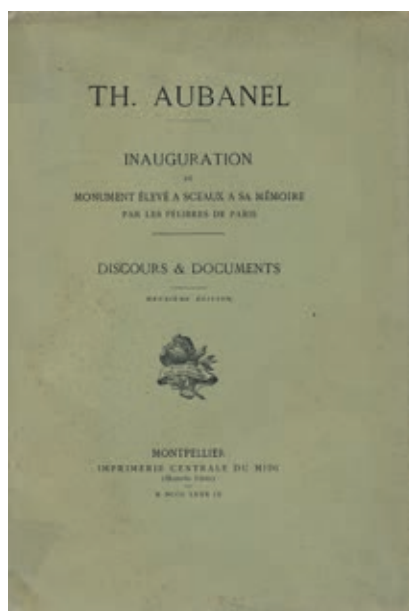 TH. AUBANEL
INAUGURATION
MONUMENT ÉLEVÉ A SCEAUX A SA MÉMOIRE
PAR LES FÉLIBRES DE PARIS
DISCOURS & DOCUMENTS
DEUXIÈME ÉDITION
MONTPELLIER
IMPRIMERIE CENTRALE DU MIDI